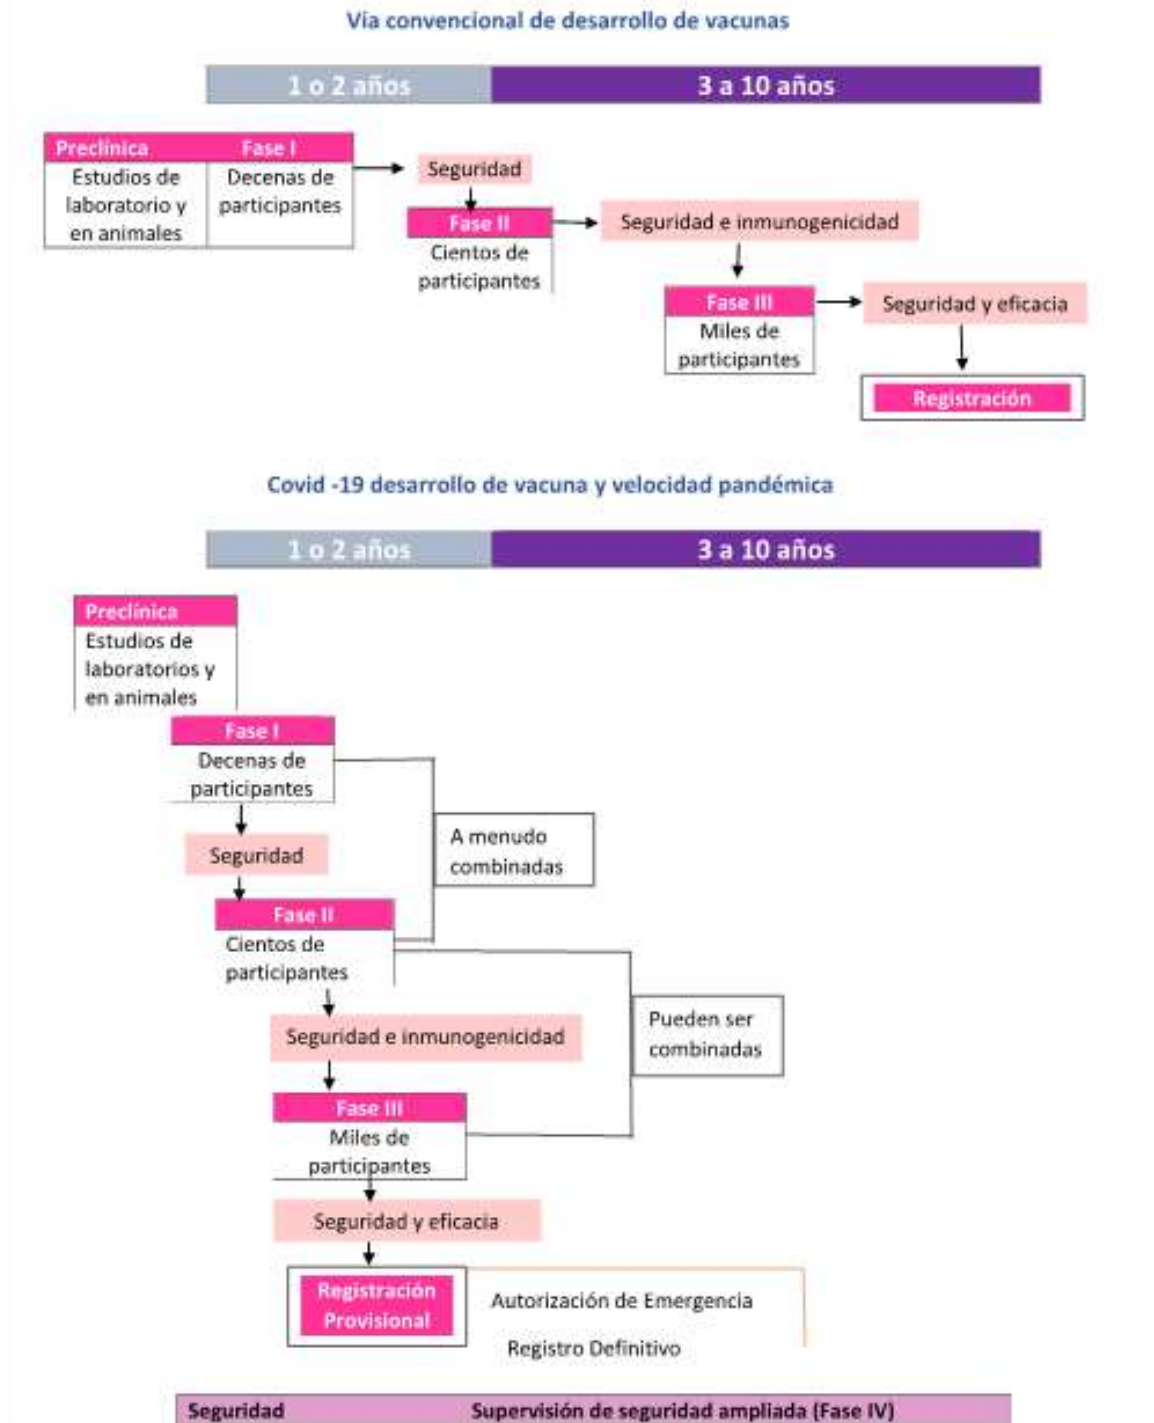 Vía convencional de desarrollo de vacunas
1 o 2 años 3 a 10 años
Preclínica Fase I
Estudios de laboratorio y en animales
Decenas de participantes
Seguridad
Fase II
Cientos de
participantes
Seguridad e inmunogenicidad
Fase III
Miles de
participantes
Seguridad y eficacia
Registración
Covid -19 desarrollo de vacuna y velocidad pandémica
1 o 2 años 3 a 10 años
Preclínica
Estudios de
laboratorios y
en animales
Fase I
Decenas de
participantes
Seguridad
A menudo
combinadas
Fase II
Cientos de
participantes
Seguridad e inmunogenicidad
Pueden ser
combinadas
Fase III
Miles de
participantes
Seguridad y eficacia
Registración
Provisional
Autorización de Emergencia
Registro Definitivo
Seguridad Supervisión de seguridad ampliada (Fase IV)